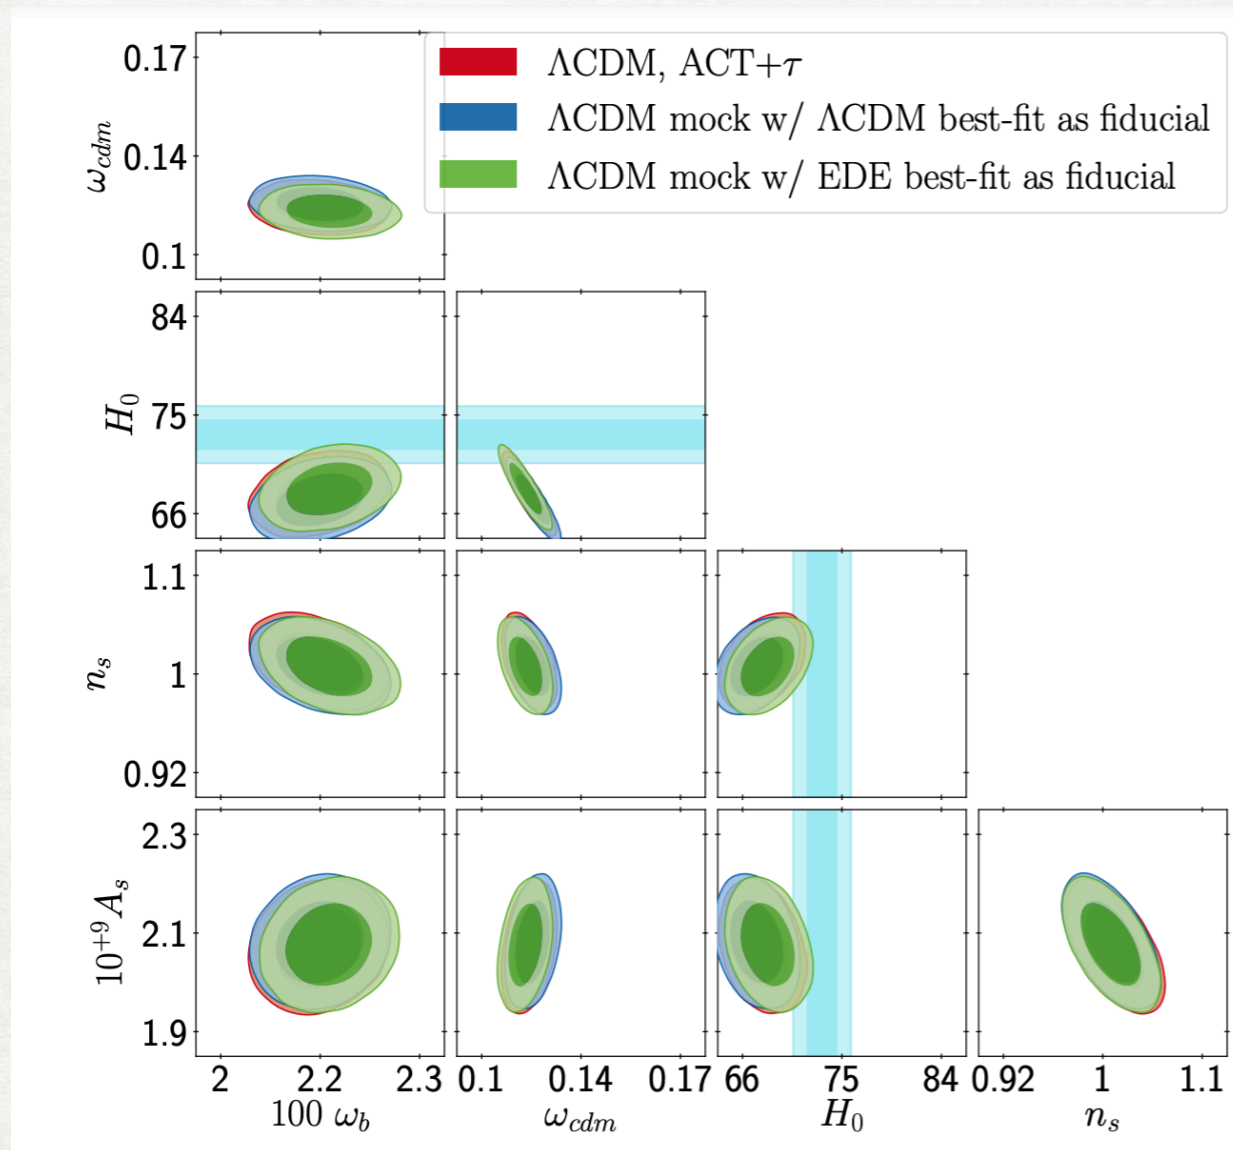 ΛCDM, ACT+τ
ΛCDM mock w/ ΛCDM best-fit as fiducial
ΛCDM mock w/ EDE best-fit as fiducial
0.17
0.14
0.1
ω_cdm
84
75
66
H_0
1.1
1
0.92
n_s
2.3
2.1
1.9
10^{+9} A_s
2 2.2 2.3 0.1 0.14 0.17 66 75 84 0.92 1 1.1
100 ω_b ω_cdm H_0 n_s